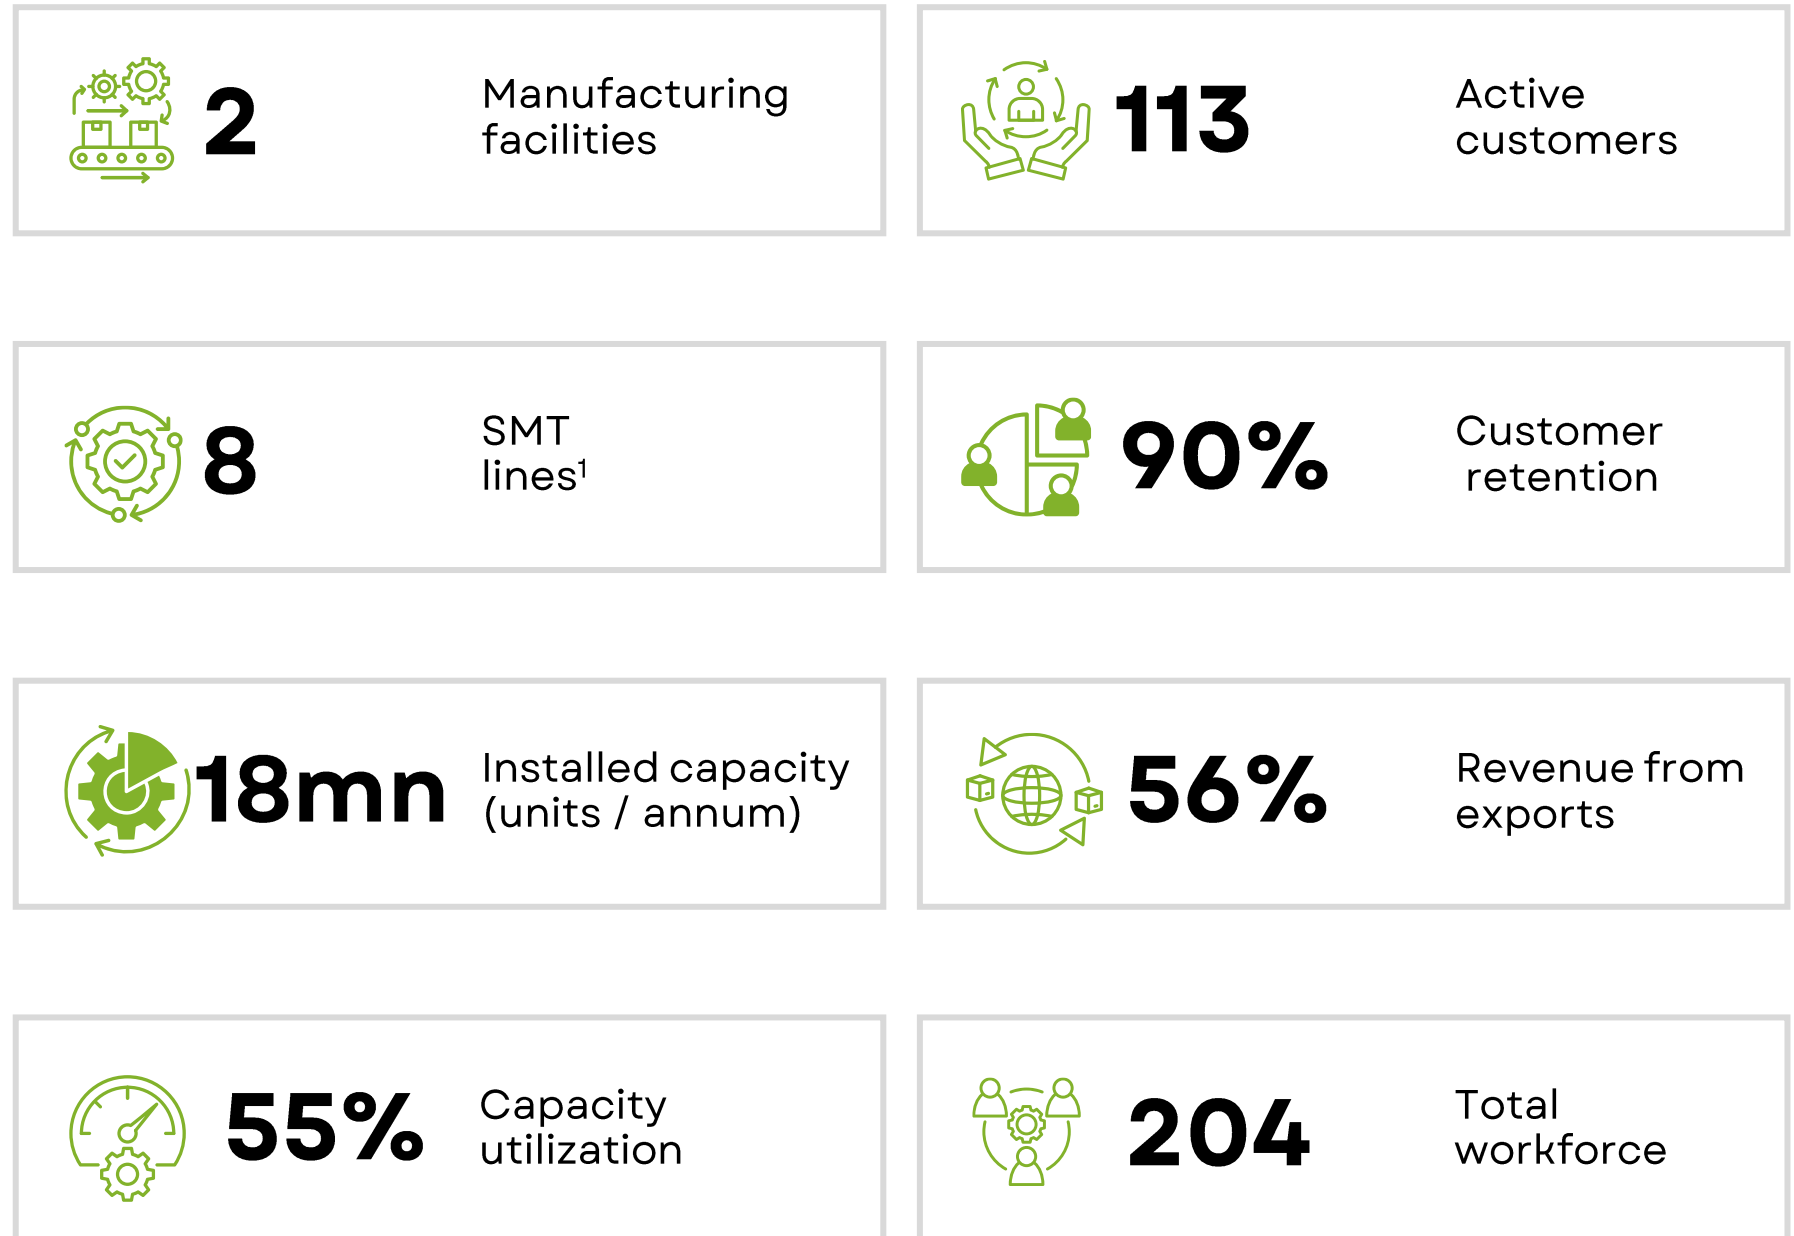 2
Manufacturing
facilities
113
Active
customers
8
SMT
lines¹
90%
Customer
retention
18mn
Installed capacity
(units / annum)
56%
Revenue from
exports
55%
Capacity
utilization
204
Total
workforce